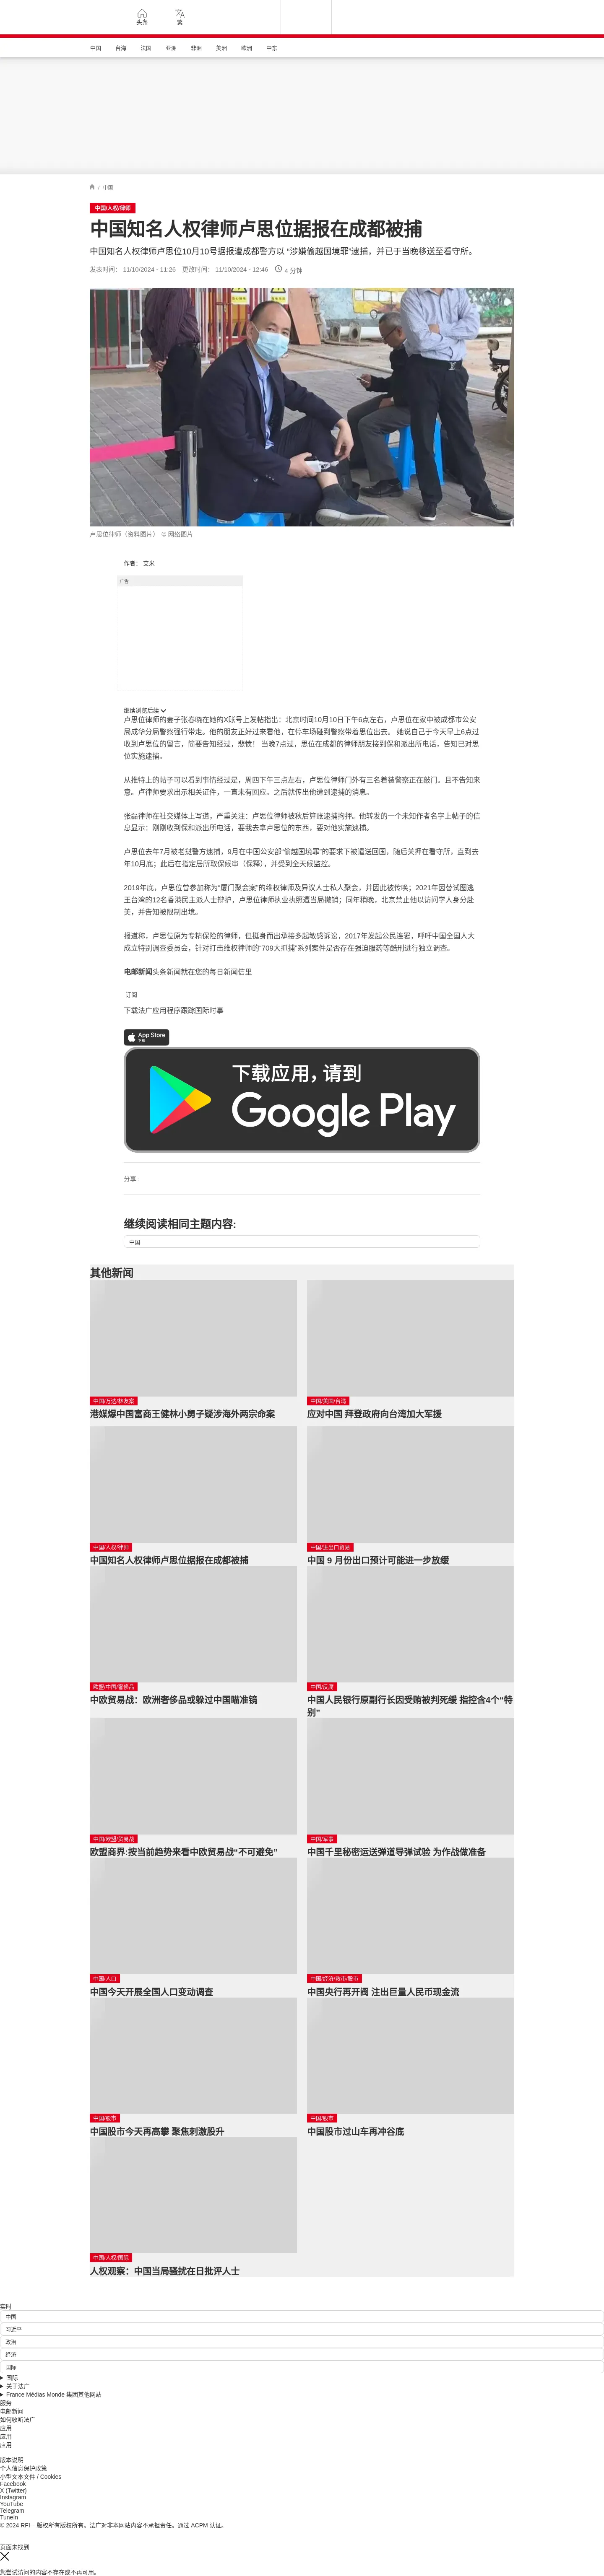 头条
繁
中国
台海
法国
亚洲
非洲
美洲
欧洲
中东
/ 中国
中国/人权/律师
中国知名人权律师卢思位据报在成都被捕
中国知名人权律师卢思位10月10号据报遭成都警方以 “涉嫌偷越国境罪”逮捕，并已于当晚移送至看守所。
发表时间： 11/10/2024 - 11:26 更改时间： 11/10/2024 - 12:46 4 分钟
卢思位律师（资料图片） © 网络图片
作者： 艾米
广告
继续浏览后续
卢思位律师的妻子张春晓在她的X账号上发帖指出：北京时间10月10日下午6点左右，卢思位在家中被成都市公安
局成华分局警察强行带走。他的朋友正好过来看他，在停车场碰到警察带着思位出去。 她说自己于今天早上6点过
收到卢思位的留言，简要告知经过，悲愤！ 当晚7点过，思位在成都的律师朋友接到保和派出所电话，告知已对思
位实施逮捕。
从推特上的帖子可以看到事情经过是，周四下午三点左右，卢思位律师门外有三名着装警察正在敲门。且不告知来
意。卢律师要求出示相关证件，一直未有回应。之后就传出他遭到逮捕的消息。
张磊律师在社交媒体上写道，严重关注：卢思位律师被秋后算账逮捕拘押。他转发的一个未知作者名字上帖子的信
息显示：刚刚收到保和派出所电话，要我去拿卢思位的东西，要对他实施逮捕。
卢思位去年7月被老挝警方逮捕，9月在中国公安部“偷越国境罪”的要求下被遣送回国，随后关押在看守所，直到去
年10月底；此后在指定居所取保候审（保释），并受到全天候监控。
2019年底，卢思位曾参加称为“厦门聚会案”的维权律师及异议人士私人聚会，并因此被传唤；2021年因替试图逃
王台湾的12名香港民主派人士辩护，卢思位律师执业执照遭当局撤销；同年稍晚，北京禁止他以访问学人身分赴
美，并告知被限制出境。
报道称，卢思位原为专精保险的律师，但挺身而出承接多起敏感诉讼，2017年发起公民连署，呼吁中国全国人大
成立特别调查委员会，针对打击维权律师的“709大抓捕”系列案件是否存在强迫服药等酷刑进行独立调查。
电邮新闻头条新闻就在您的每日新闻信里
订阅
下载法广应用程序跟踪国际时事
App Store
下载
下载应用，请到
Google Play
分享 :
继续阅读相同主题内容:
中国
其他新闻
中国/万达/林友案
港媒爆中国富商王健林小舅子疑涉海外两宗命案
中国/美国/台湾
应对中国 拜登政府向台湾加大军援
中国/人权/律师
中国知名人权律师卢思位据报在成都被捕
中国/进出口贸易
中国 9 月份出口预计可能进一步放缓
欧盟/中国/奢侈品
中欧贸易战：欧洲奢侈品或躲过中国瞄准镜
中国/反腐
中国人民银行原副行长因受贿被判死缓 指控含4个“特
别”
中国/欧盟/贸易战
欧盟商界:按当前趋势来看中欧贸易战“不可避免”
中国/军事
中国千里秘密运送弹道导弹试验 为作战做准备
中国/人口
中国今天开展全国人口变动调查
中国/经济/救市/股市
中国央行再开阀 注出巨量人民币现金流
中国/股市
中国股市今天再高攀 聚焦刺激股升
中国/股市
中国股市过山车再冲谷底
中国/人权/国际
人权观察：中国当局骚扰在日批评人士
实时
中国
习近平
政治
经济
国际
国际
关于法广
France Médias Monde 集团其他网站
服务
电邮新闻
如何收听法广
应用
应用
应用
版本说明
个人信息保护政策
小型文本文件 / Cookies
Facebook
X (Twitter)
Instagram
YouTube
Telegram
TuneIn
© 2024 RFI – 版权所有版权所有。法广对非本网站内容不承担责任。通过 ACPM 认证。
页面未找到
您尝试访问的内容不存在或不再可用。